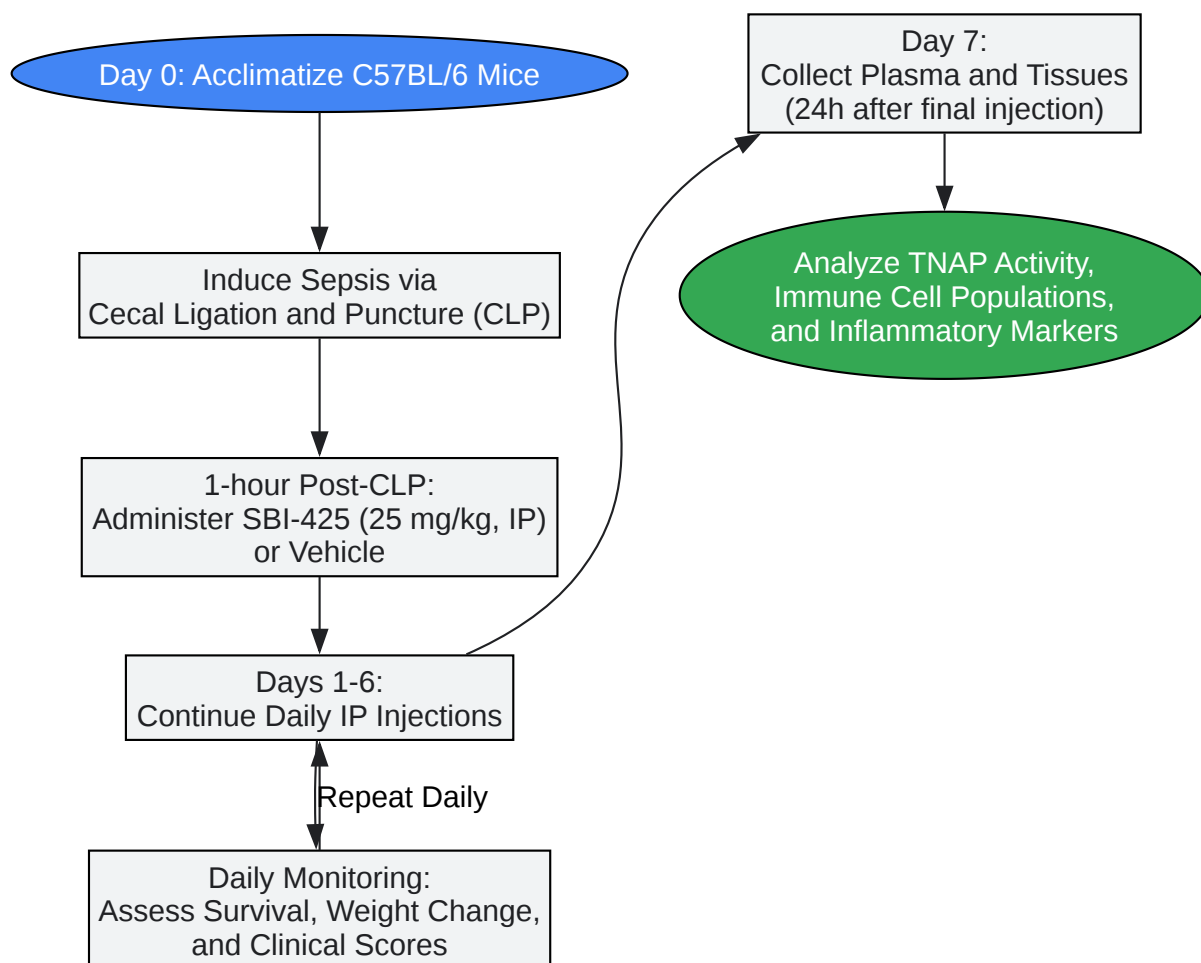 Day 0: Acclimatize C57BL/6 Mice
Induce Sepsis via
Cecal Ligation and Puncture (CLP)
1-hour Post-CLP:
Administer SBI-425 (25 mg/kg, IP)
or Vehicle
Days 1-6:
Continue Daily IP Injections
Repeat Daily
Daily Monitoring:
Assess Survival, Weight Change,
and Clinical Scores
Day 7:
Collect Plasma and Tissues
(24h after final injection)
Analyze TNAP Activity,
Immune Cell Populations,
and Inflammatory Markers